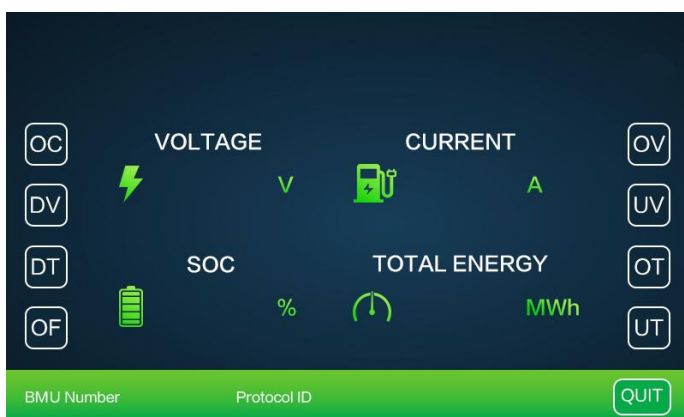 OC VOLTAGE CURRENT OV
V A
DV UV
DT SOC TOTAL ENERGY OT
% MWh
OF UT
BMU Number Protocol ID QUIT